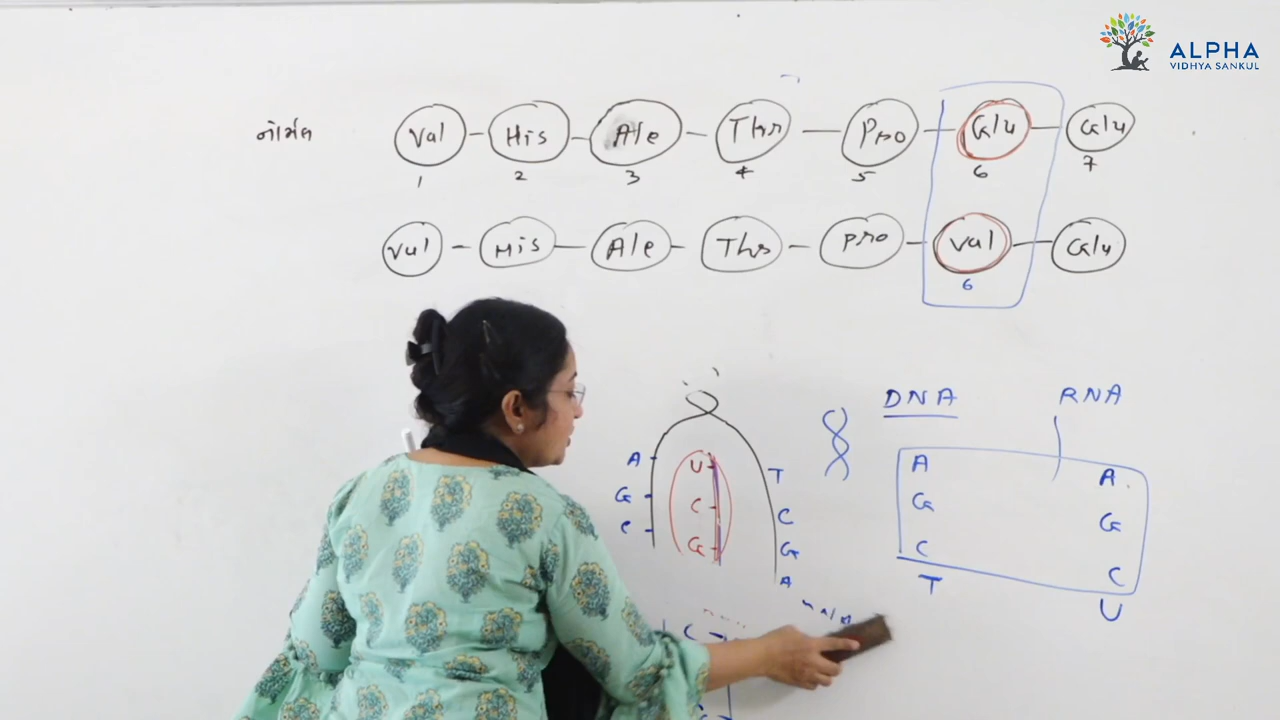 ALPHA
VIDHYA SANKUL
નોર્મલ Val - His - Ale - Thr - Pro - Glu - Glu
1 2 3 4 5 6 7
Val - His - Ale - Thr - Pro - Val - Glu
6
DNA RNA
A U T A A
G C C G G
C G G C C
A T U
C